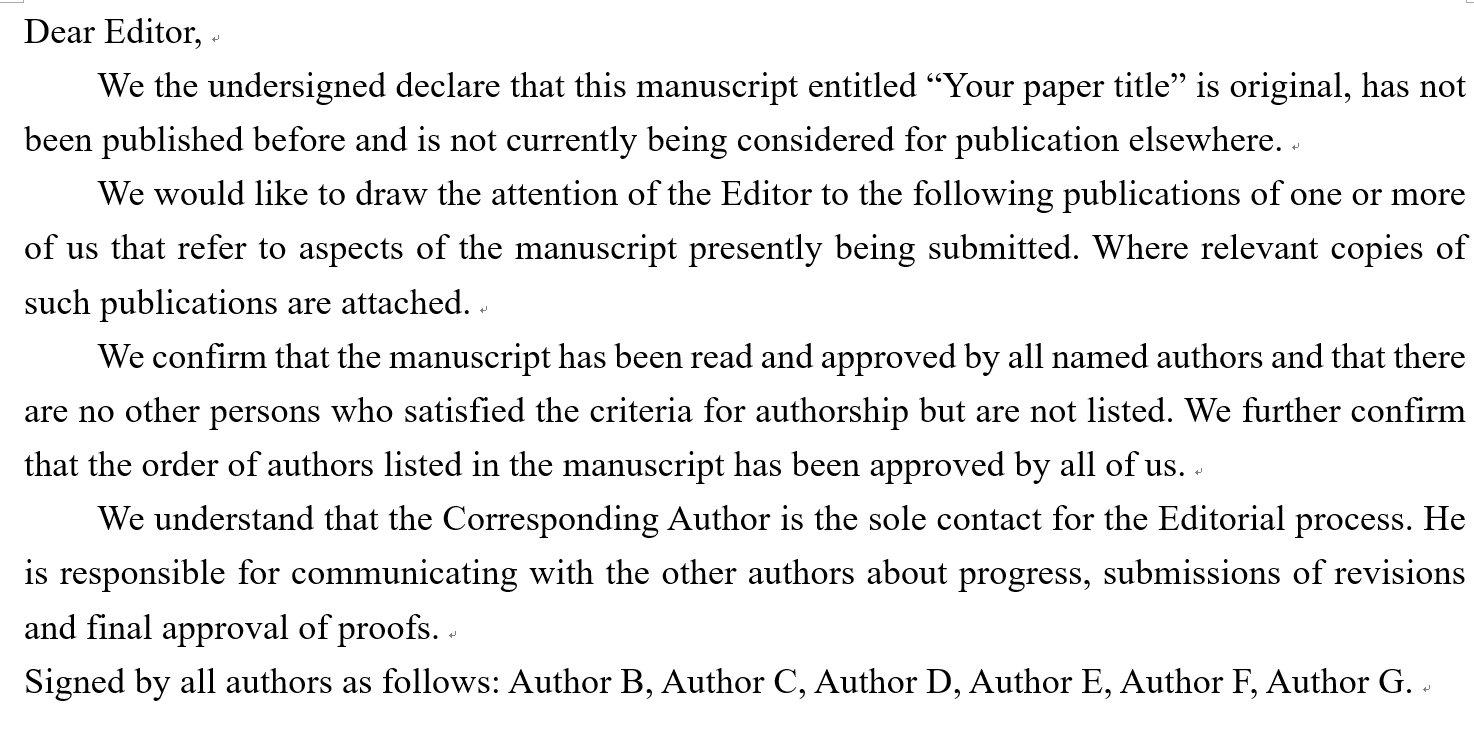 Dear Editor,
We the undersigned declare that this manuscript entitled “Your paper title” is original, has not
been published before and is not currently being considered for publication elsewhere.
We would like to draw the attention of the Editor to the following publications of one or more
of us that refer to aspects of the manuscript presently being submitted. Where relevant copies of
such publications are attached.
We confirm that the manuscript has been read and approved by all named authors and that there
are no other persons who satisfied the criteria for authorship but are not listed. We further confirm
that the order of authors listed in the manuscript has been approved by all of us.
We understand that the Corresponding Author is the sole contact for the Editorial process. He
is responsible for communicating with the other authors about progress, submissions of revisions
and final approval of proofs.
Signed by all authors as follows: Author B, Author C, Author D, Author E, Author F, Author G.